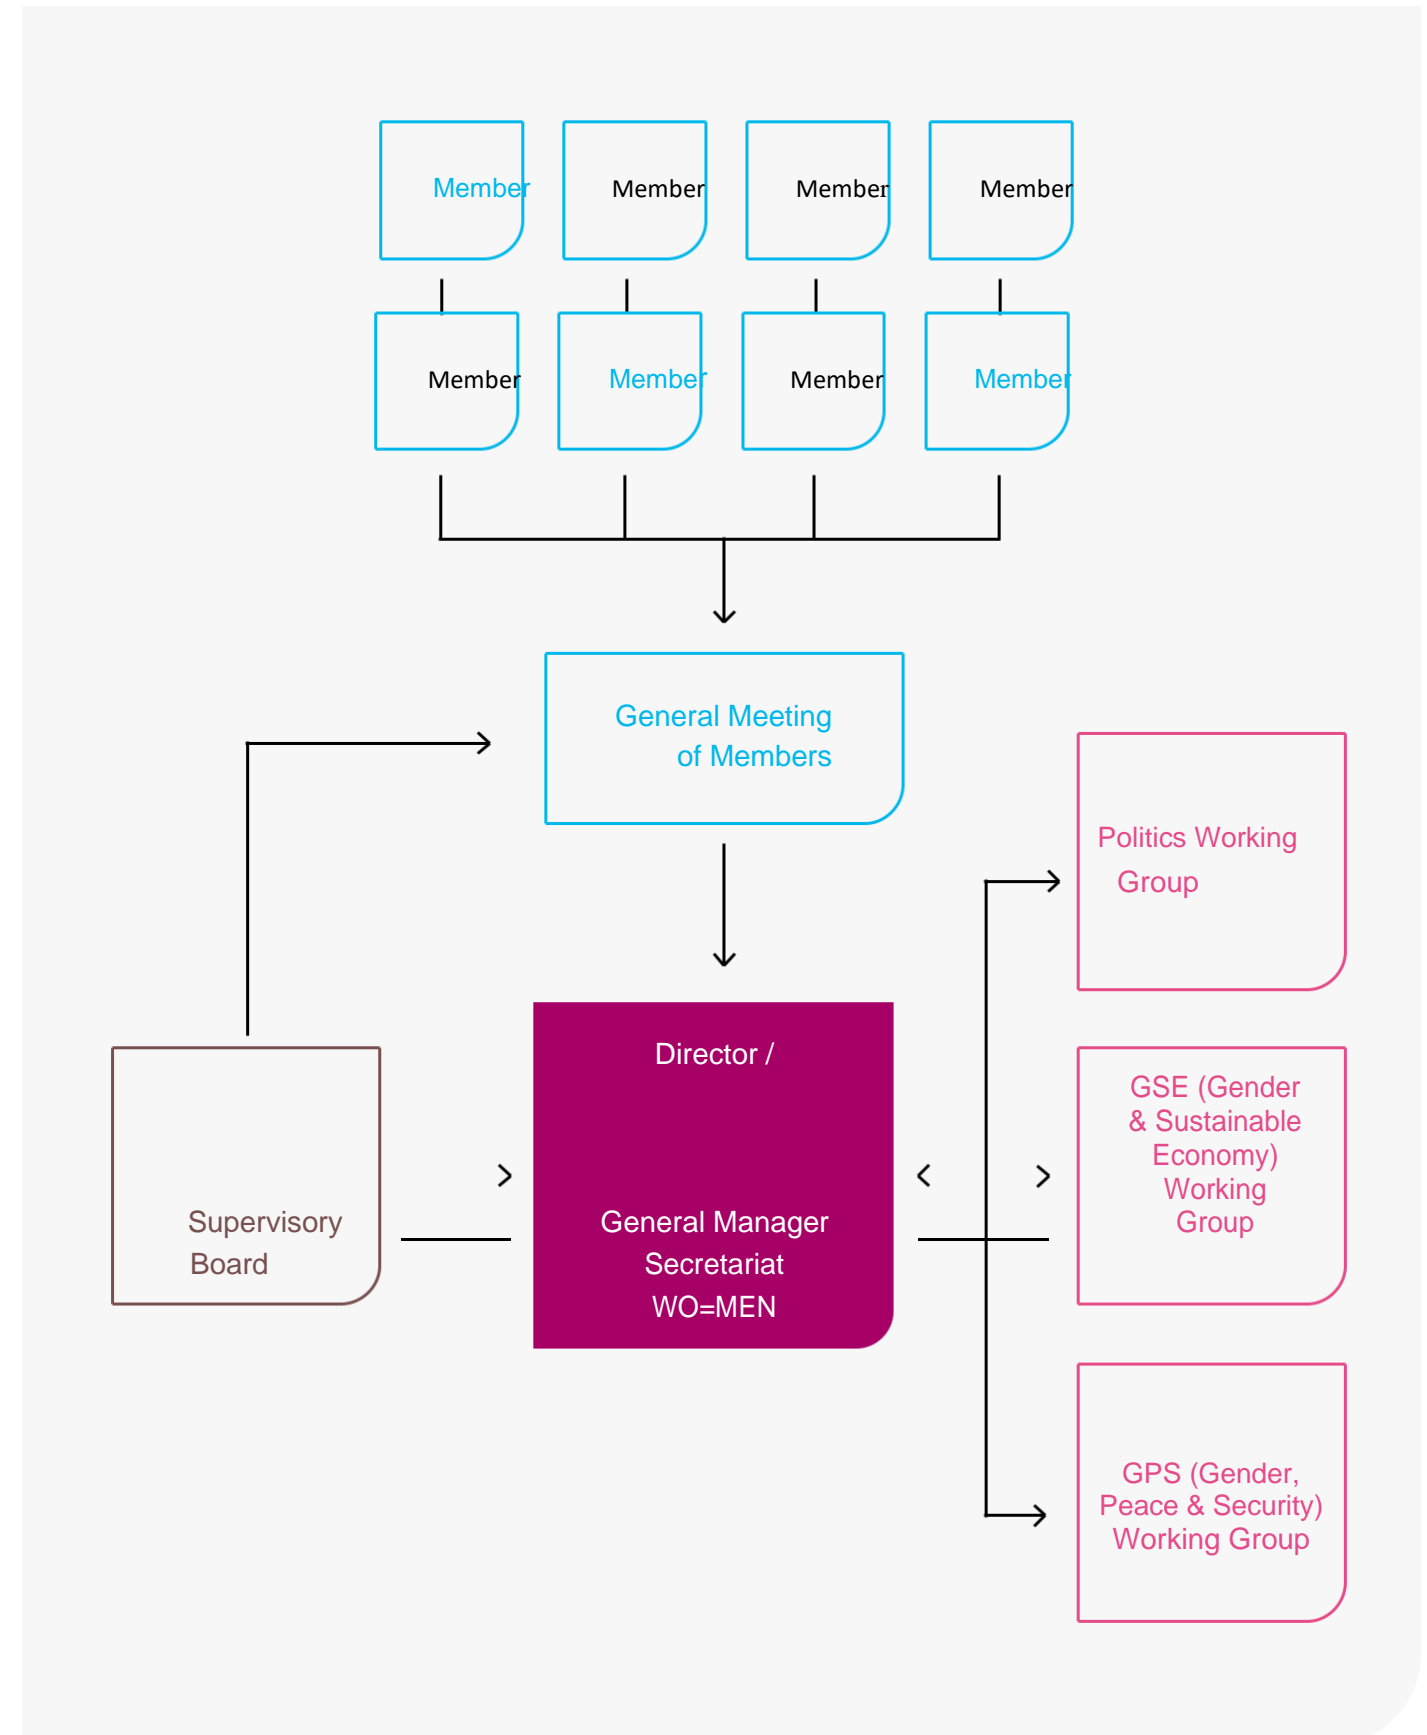 Member
Member
Member
Member
Member
Member
Member
Member
General Meeting
of Members
Politics Working
Group
Director /
General Manager
Secretariat
WO=MEN
Supervisory
Board
GSE (Gender
& Sustainable
Economy)
Working
Group
GPS (Gender,
Peace & Security)
Working Group